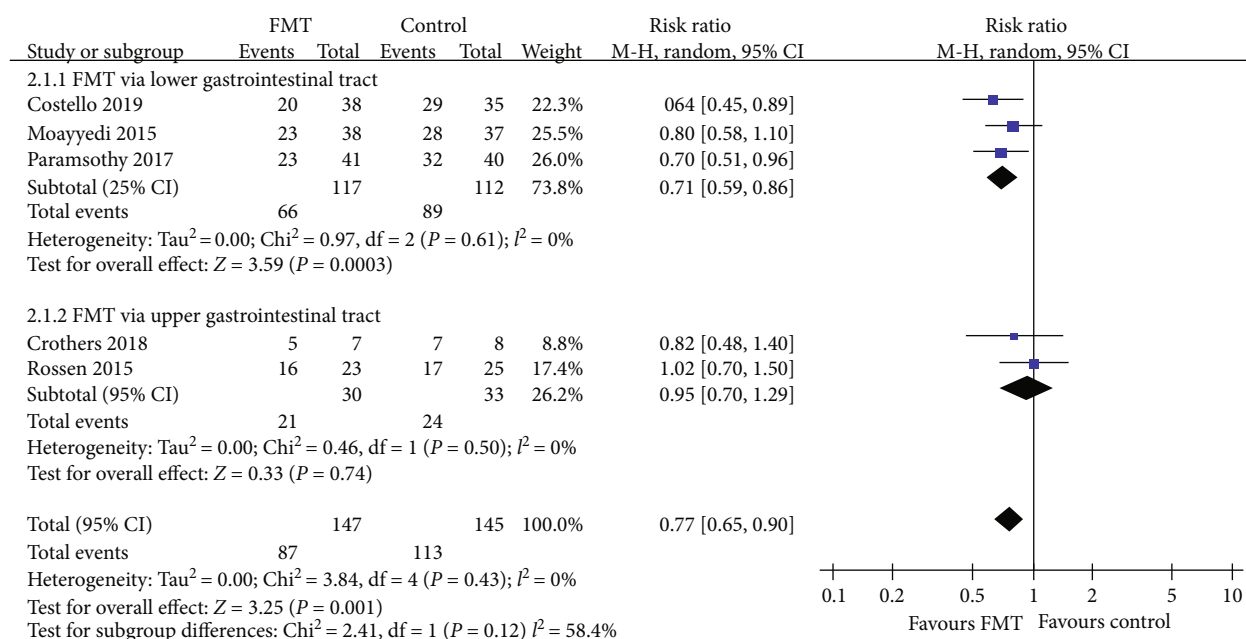 FMT Control Risk ratio Risk ratio
Study or subgroup Events Total Events Total Weight M-H, random, 95% CI M-H, random, 95% CI
2.1.1 FMT via lower gastrointestinal tract
Costello 2019 20 38 29 35 22.3% 064 [0.45, 0.89]
Moayyedi 2015 23 38 28 37 25.5% 0.80 [0.58, 1.10]
Paramsothy 2017 23 41 32 40 26.0% 0.70 [0.51, 0.96]
Subtotal (25% CI) 117 112 73.8% 0.71 [0.59, 0.86]
Total events 66 89
Heterogeneity: Tau² = 0.00; Chi² = 0.97, df = 2 (P = 0.61); I² = 0%
Test for overall effect: Z = 3.59 (P = 0.0003)
2.1.2 FMT via upper gastrointestinal tract
Crothers 2018 5 7 7 8 8.8% 0.82 [0.48, 1.40]
Rossen 2015 16 23 17 25 17.4% 1.02 [0.70, 1.50]
Subtotal (95% CI) 30 33 26.2% 0.95 [0.70, 1.29]
Total events 21 24
Heterogeneity: Tau² = 0.00; Chi² = 0.46, df = 1 (P = 0.50); I² = 0%
Test for overall effect: Z = 0.33 (P = 0.74)
Total (95% CI) 147 145 100.0% 0.77 [0.65, 0.90]
Total events 87 113
Heterogeneity: Tau² = 0.00; Chi² = 3.84, df = 4 (P = 0.43); I² = 0%
Test for overall effect: Z = 3.25 (P = 0.001)
Test for subgroup differences: Chi² = 2.41, df = 1 (P = 0.12) I² = 58.4%
0.1 0.2 0.5 1 2 5 10
Favours FMT Favours control